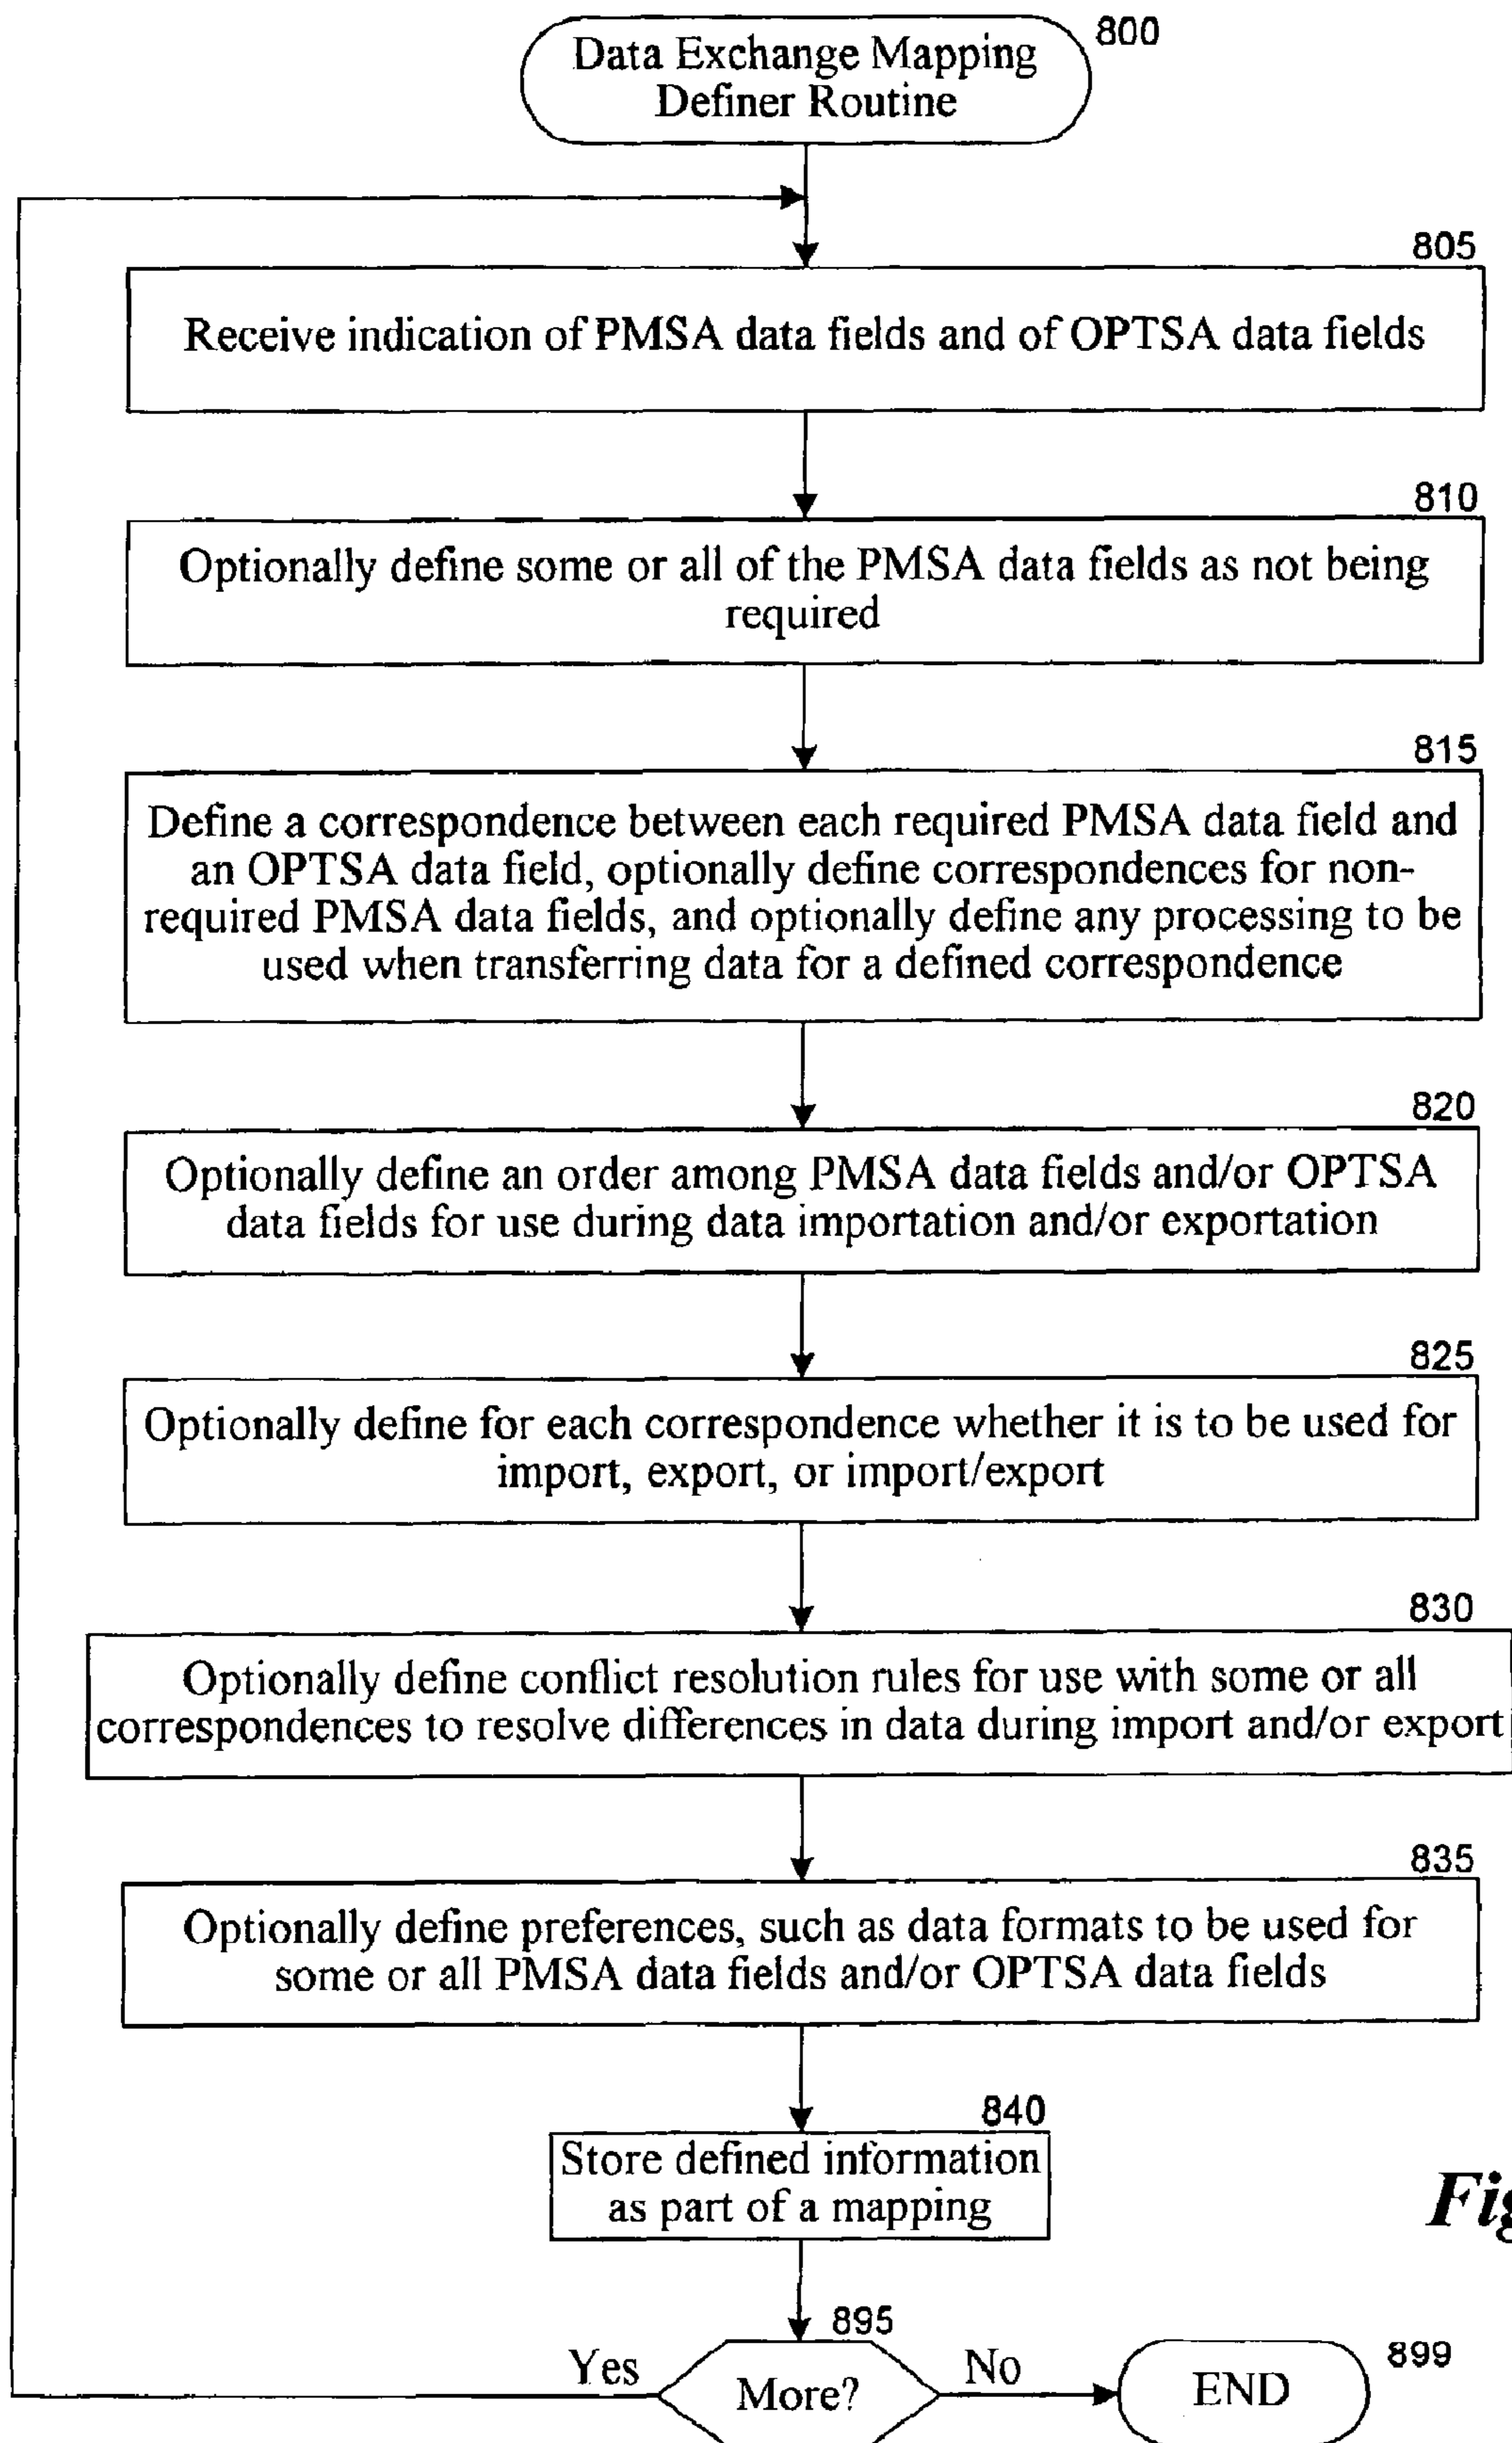 Data Exchange Mapping
Definer Routine
800
805
Receive indication of PMSA data fields and of OPTSA data fields
810
Optionally define some or all of the PMSA data fields as not being
required
815
Define a correspondence between each required PMSA data field and
an OPTSA data field, optionally define correspondences for non-
required PMSA data fields, and optionally define any processing to be
used when transferring data for a defined correspondence
820
Optionally define an order among PMSA data fields and/or OPTSA
data fields for use during data importation and/or exportation
825
Optionally define for each correspondence whether it is to be used for
import, export, or import/export
830
Optionally define conflict resolution rules for use with some or all
correspondences to resolve differences in data during import and/or export
835
Optionally define preferences, such as data formats to be used for
some or all PMSA data fields and/or OPTSA data fields
840
Store defined information
as part of a mapping
Fig
895
Yes
More?
No
END
899